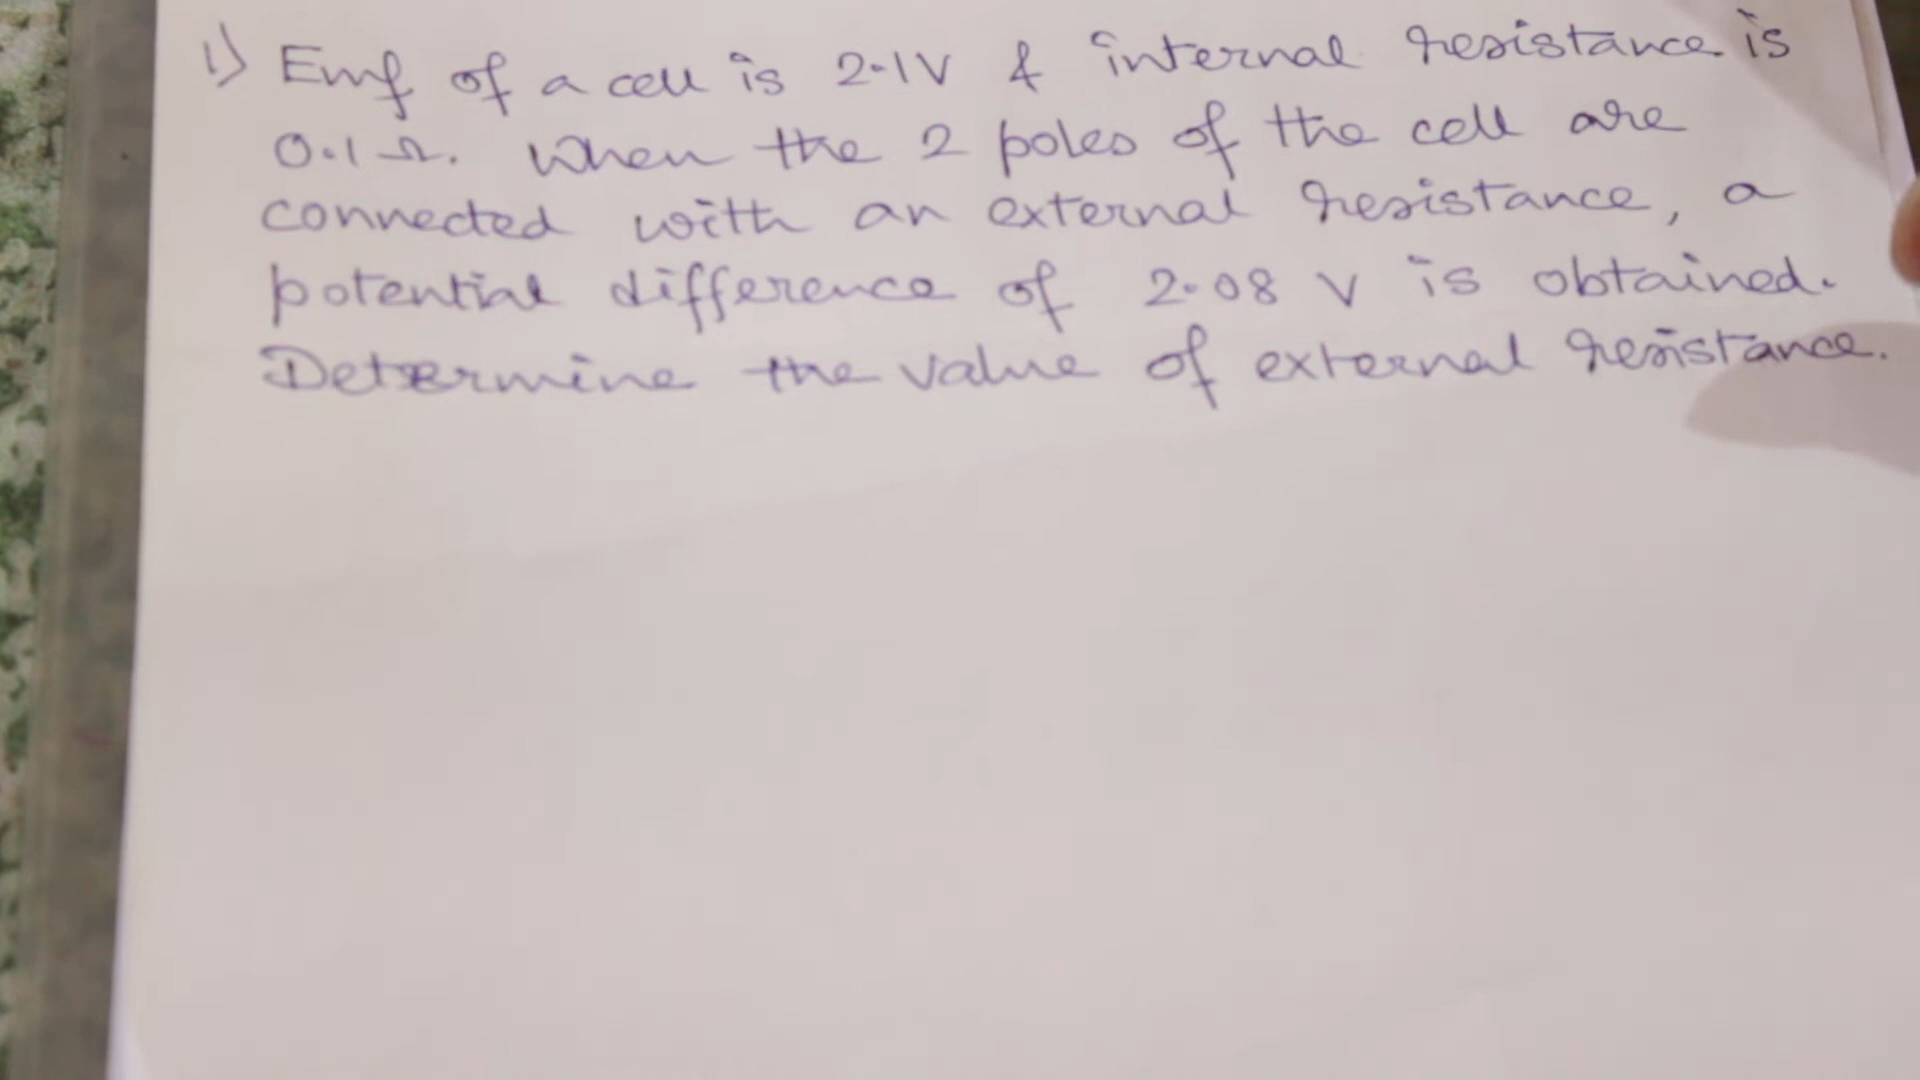 1) Emf of a cell is 2.1V & internal resistance is
0.1Ω. When the 2 poles of the cell are
connected with an external resistance, a
potential difference of 2.08 V is obtained.
Determine the value of external resistance.